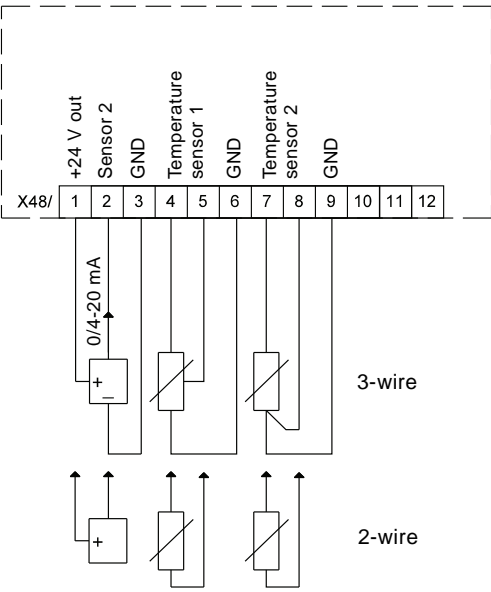 +24 V out
Sensor 2
GND
Temperature
sensor 1
GND
Temperature
sensor 2
GND
X48/ 1 2 3 4 5 6 7 8 9 10 11 12
0/4-20 mA
+
–
3-wire
+
2-wire